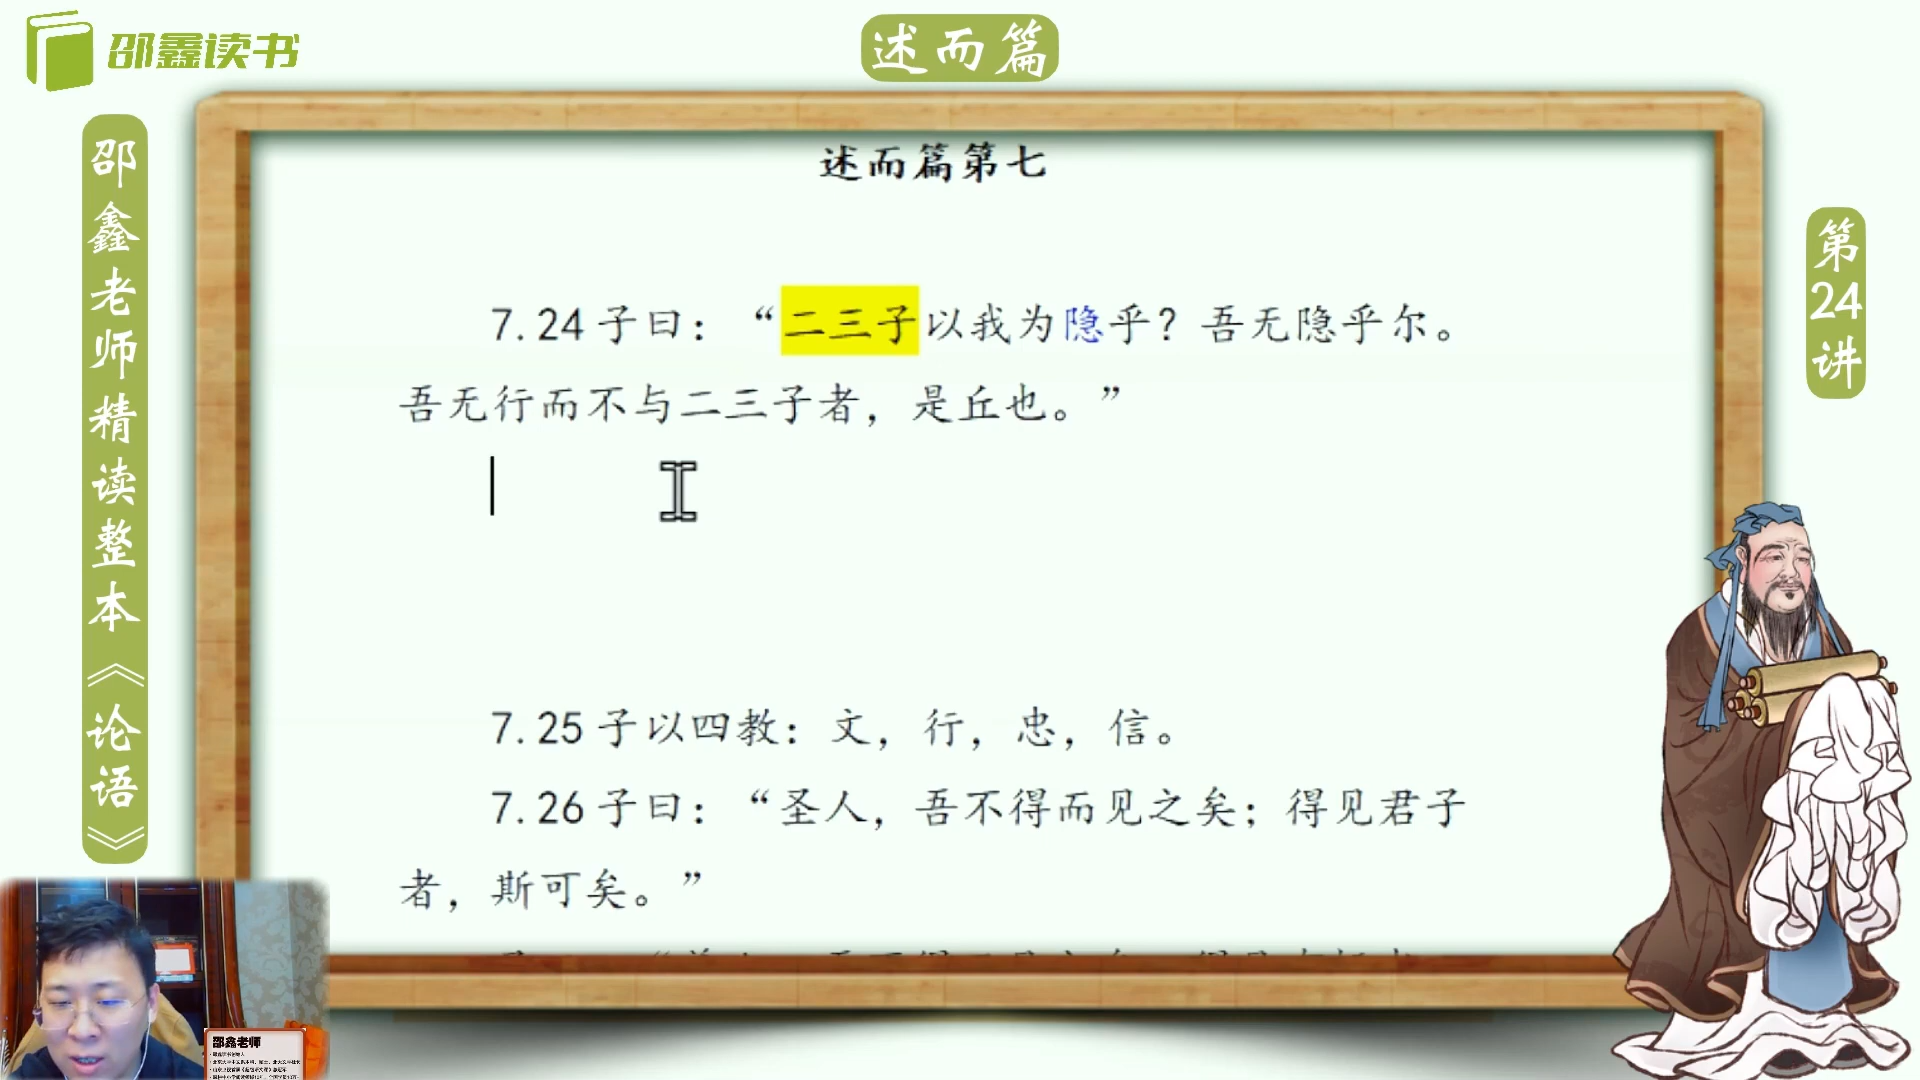 邵鑫读书
述而篇
邵鑫老师精读整本《论语》
第24讲
述而篇第七
7.24 子曰：“二三子以我为隐乎？吾无隐乎尔。
吾无行而不与二三子者，是丘也。”
7.25 子以四教：文，行，忠，信。
7.26 子曰：“圣人，吾不得而见之矣；得见君子
者，斯可矣。”
邵鑫老师